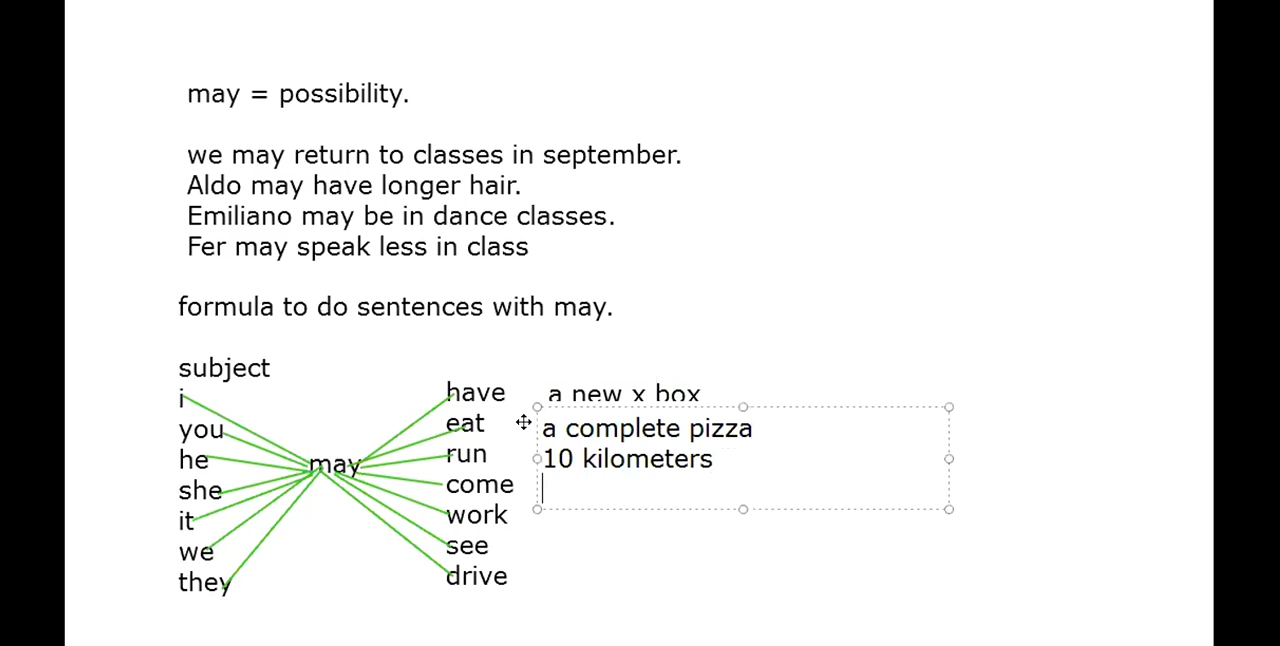 may = possibility.
we may return to classes in september.
Aldo may have longer hair.
Emiliano may be in dance classes.
Fer may speak less in class
formula to do sentences with may.
subject
i
you
he
she
it
we
they
may
have
eat
run
come
work
see
drive
a new x box
a complete pizza
10 kilometers